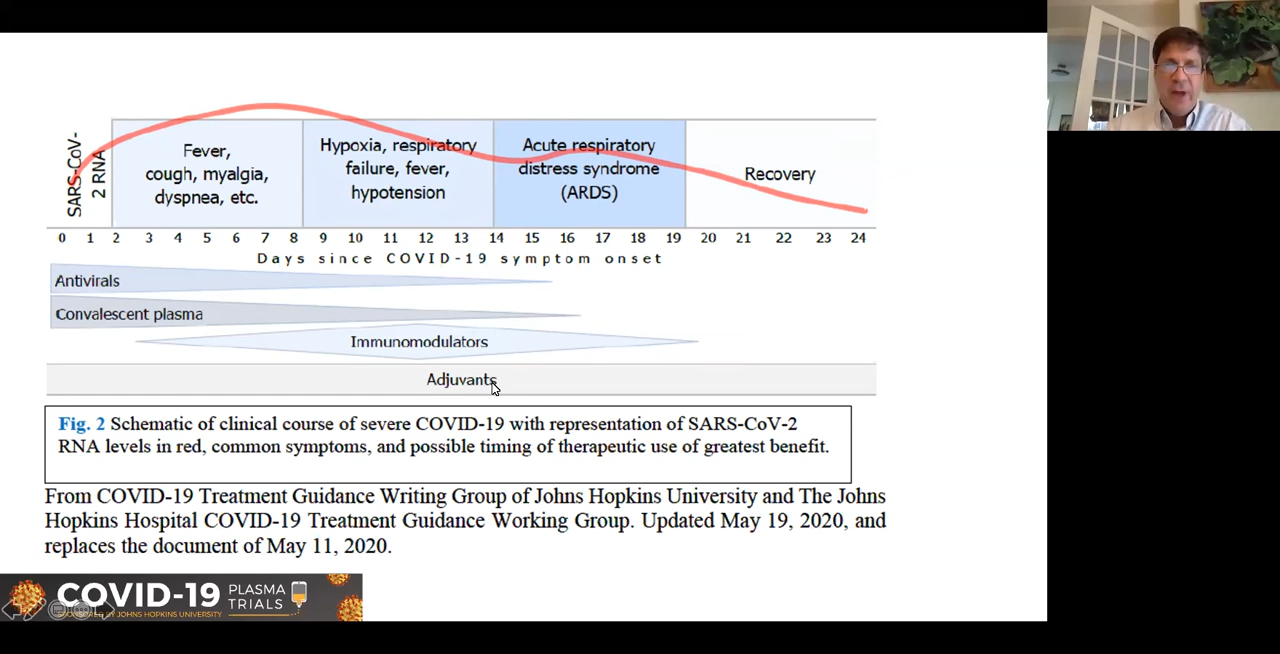 SARS-CoV-
2 RNA
Fever,
cough, myalgia,
dyspnea, etc.
Hypoxia, respiratory
failure, fever,
hypotension
Acute respiratory
distress syndrome
(ARDS)
Recovery
0 1 2 3 4 5 6 7 8 9 10 11 12 13 14 15 16 17 18 19 20 21 22 23 24
Days since COVID-19 symptom onset
Antivirals
Convalescent plasma
Immunomodulators
Adjuvants
Fig. 2 Schematic of clinical course of severe COVID-19 with representation of SARS-CoV-2
RNA levels in red, common symptoms, and possible timing of therapeutic use of greatest benefit.
From COVID-19 Treatment Guidance Writing Group of Johns Hopkins University and The Johns
Hopkins Hospital COVID-19 Treatment Guidance Working Group. Updated May 19, 2020, and
replaces the document of May 11, 2020.
COVID-19 PLASMA
TRIALS
SPONSORED BY JOHNS HOPKINS UNIVERSITY